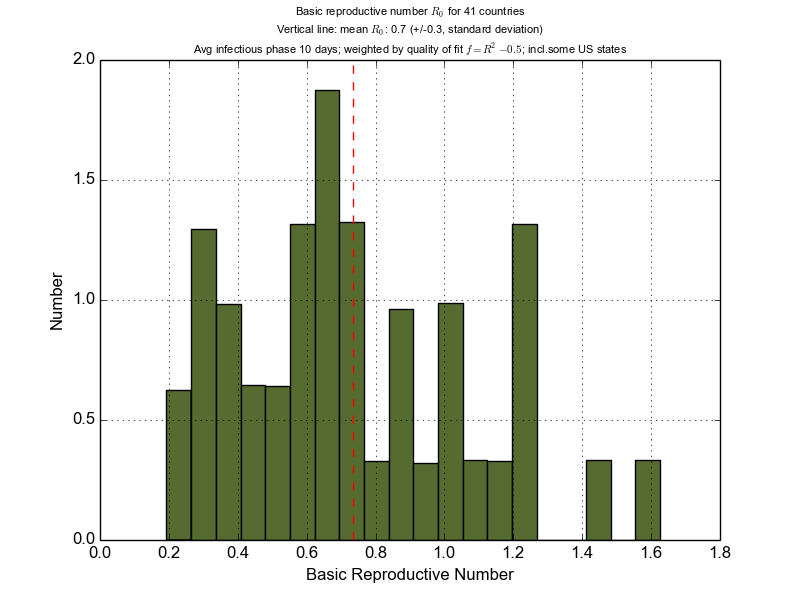 Basic reproductive number R₀ for 41 countries
Vertical line: mean R₀: 0.7 (+/-0.3, standard deviation)
Avg infectious phase 10 days; weighted by quality of fit f=R² −0.5; incl.some US states
2.0
1.5
1.0
0.5
0.0
Number
0.0 0.2 0.4 0.6 0.8 1.0 1.2 1.4 1.6 1.8
Basic Reproductive Number